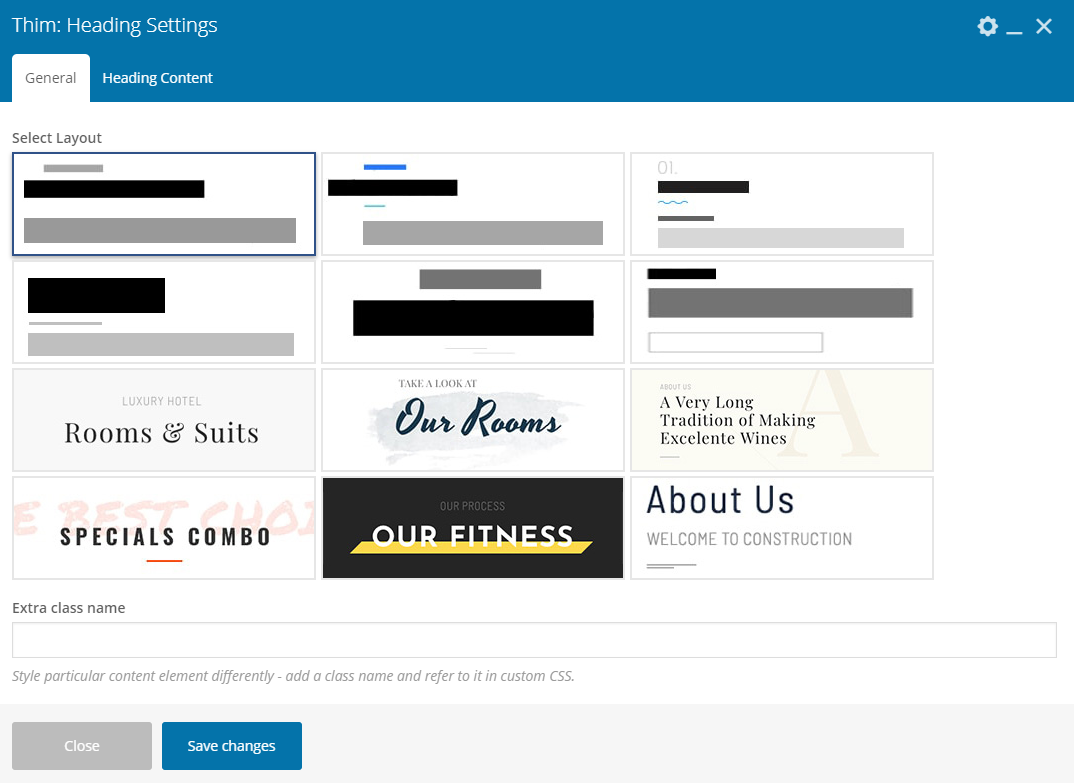 Thim: Heading Settings
General
Heading Content
Select Layout
01.
LUXURY HOTEL
Rooms & Suits
TAKE A LOOK AT
Our Rooms
ABOUT US
A Very Long
Tradition of Making
Excelente Wines
A
E BEST CHOI
SPECIALS COMBO
OUR PROCESS
OUR FITNESS
About Us
WELCOME TO CONSTRUCTION
Extra class name
Style particular content element differently - add a class name and refer to it in custom CSS.
Close
Save changes